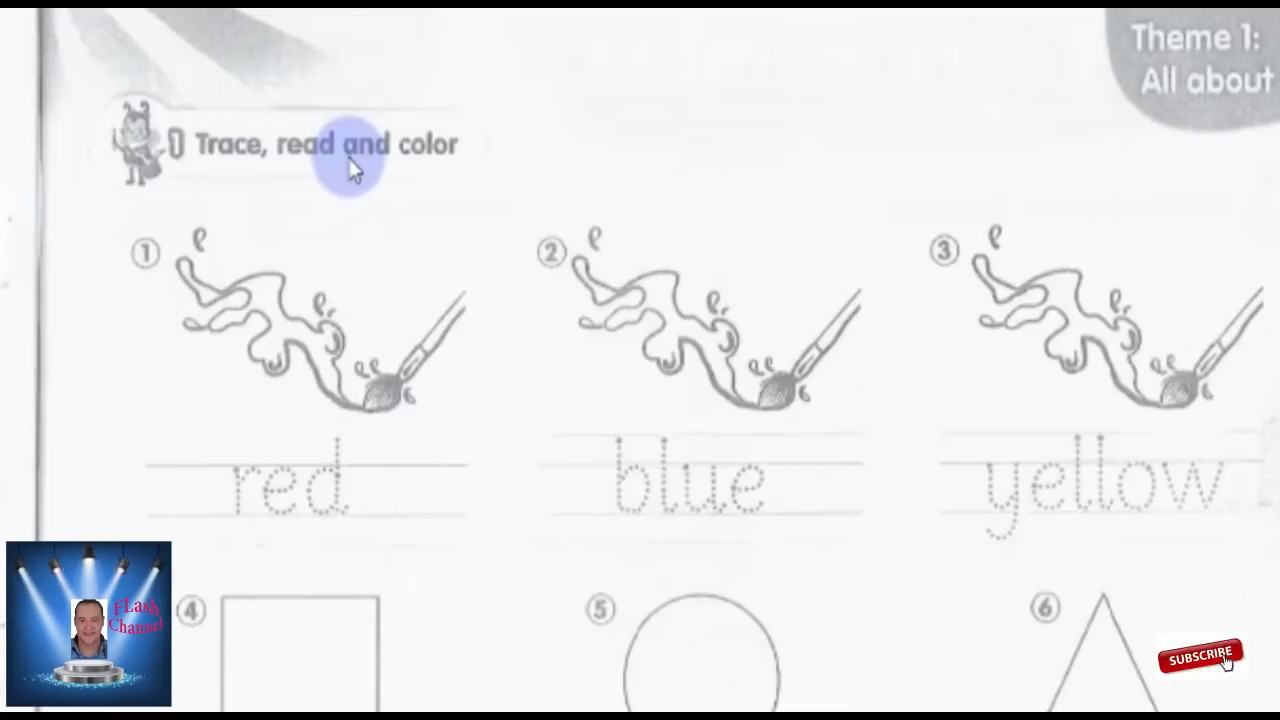 Theme 1:
All about
1 Trace, read and color
1
2
3
red
blue
yellow
4
5
6
FLash
Channel
SUBSCRIBE